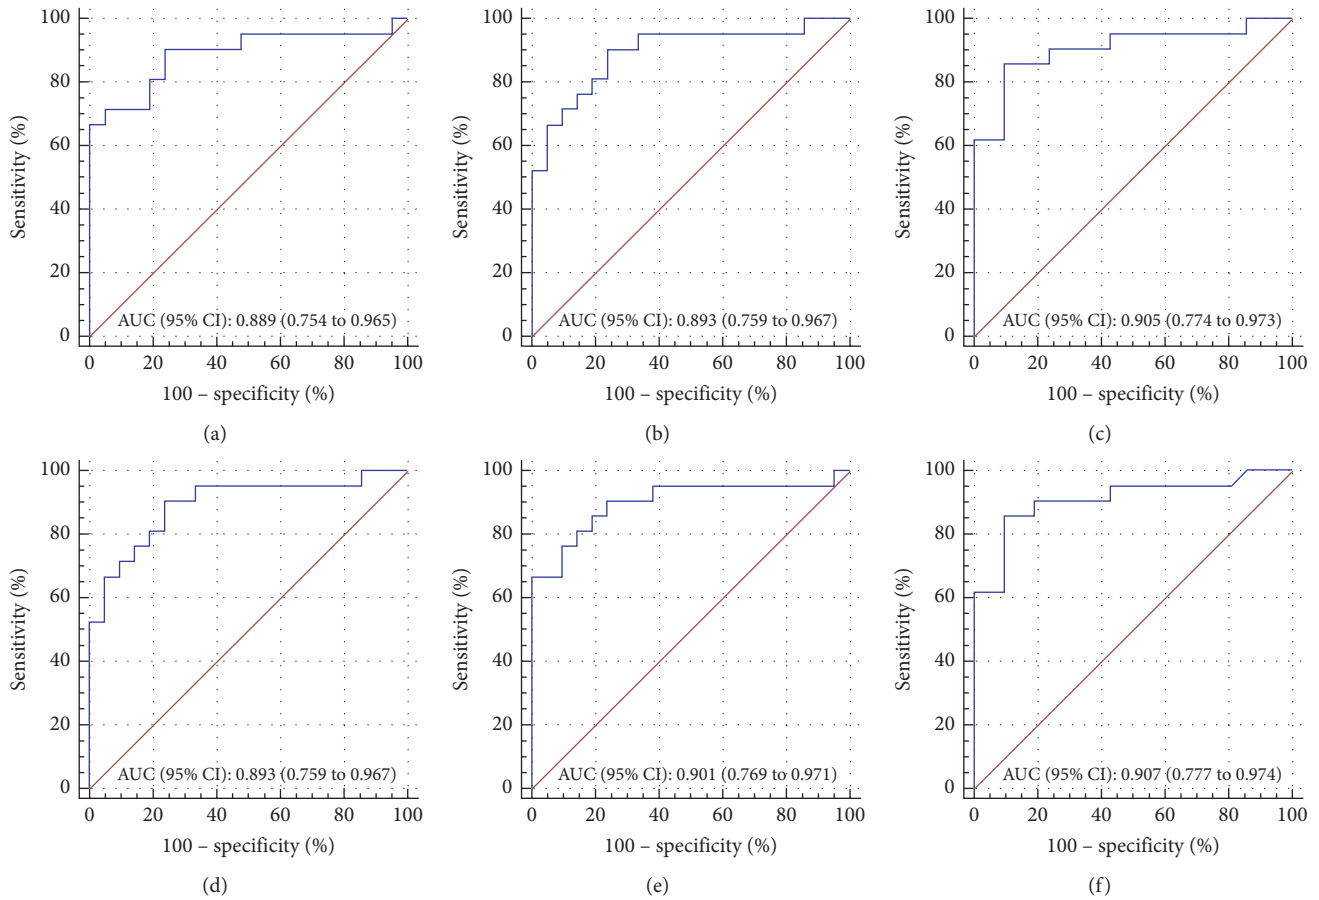 100
80
60
40
20
0
Sensitivity (%)
AUC (95% CI): 0.889 (0.754 to 0.965)
0 20 40 60 80 100
100 – specificity (%)
(a)
100
80
60
40
20
0
Sensitivity (%)
AUC (95% CI): 0.893 (0.759 to 0.967)
0 20 40 60 80 100
100 – specificity (%)
(b)
100
80
60
40
20
0
Sensitivity (%)
AUC (95% CI): 0.905 (0.774 to 0.973)
0 20 40 60 80 100
100 – specificity (%)
(c)
100
80
60
40
20
0
Sensitivity (%)
AUC (95% CI): 0.893 (0.759 to 0.967)
0 20 40 60 80 100
100 – specificity (%)
(d)
100
80
60
40
20
0
Sensitivity (%)
AUC (95% CI): 0.901 (0.769 to 0.971)
0 20 40 60 80 100
100 – specificity (%)
(e)
100
80
60
40
20
0
Sensitivity (%)
AUC (95% CI): 0.907 (0.777 to 0.974)
0 20 40 60 80 100
100 – specificity (%)
(f)